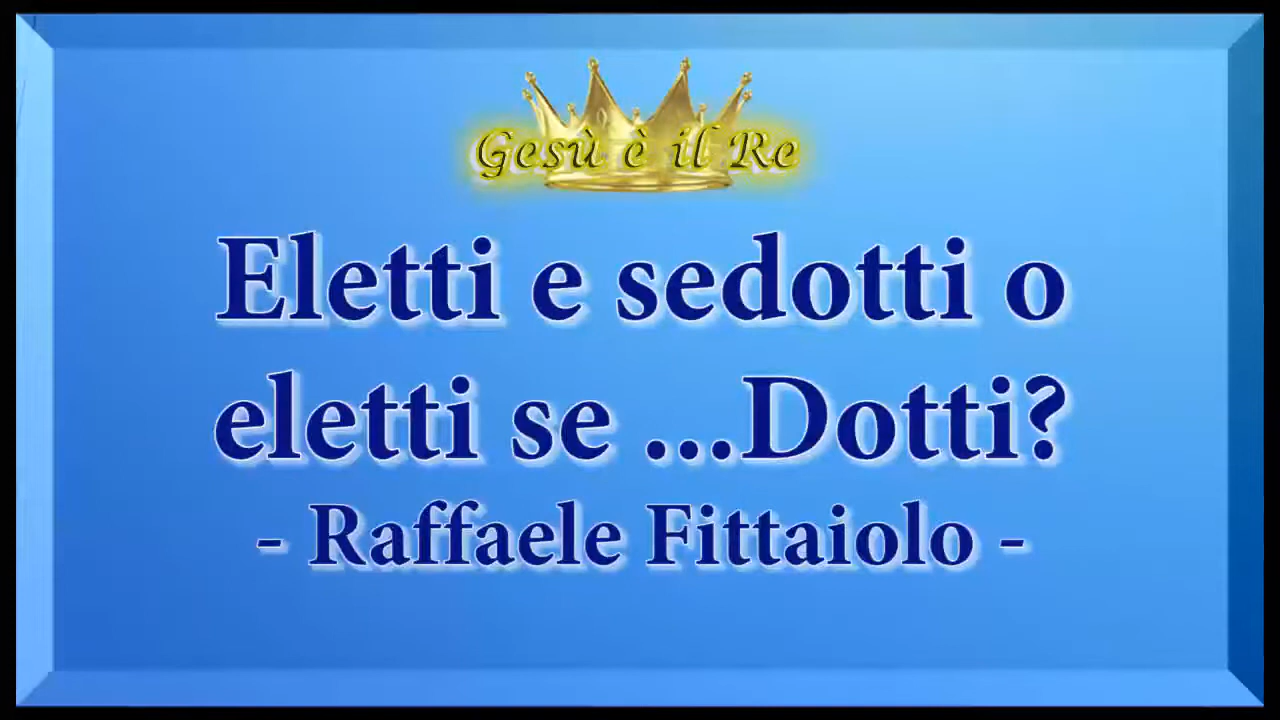 Gesù è il Re
Eletti e sedotti o
eletti se ...Dotti?
- Raffaele Fittaiolo -